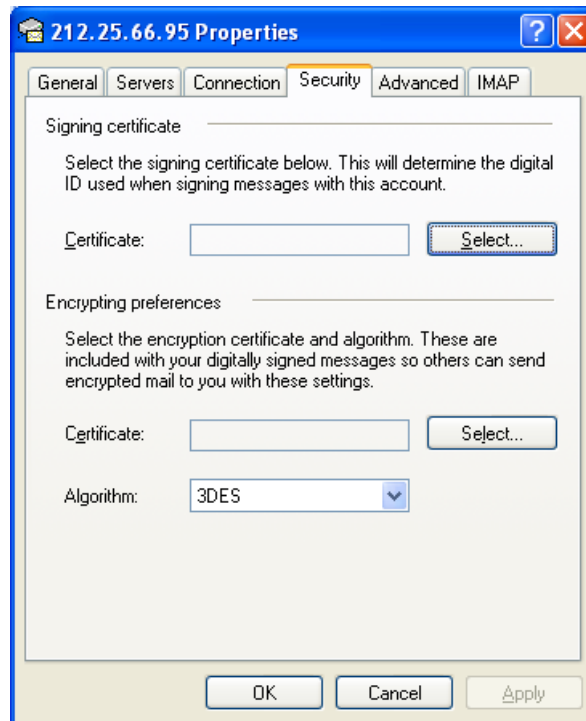 212.25.66.95 Properties
General Servers Connection Security Advanced IMAP
Signing certificate
Select the signing certificate below. This will determine the digital
ID used when signing messages with this account.
Certificate: Select...
Encrypting preferences
Select the encryption certificate and algorithm. These are
included with your digitally signed messages so others can send
encrypted mail to you with these settings.
Certificate: Select...
Algorithm: 3DES
OK Cancel Apply